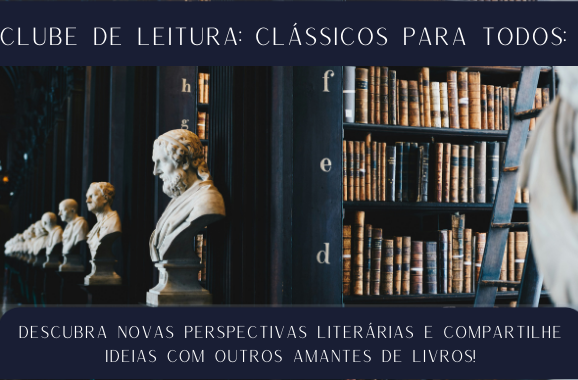 CLUBE DE LEITURA: CLÁSSICOS PARA TODOS:
h
g
f
e
d
DESCUBRA NOVAS PERSPECTIVAS LITERÁRIAS E COMPARTILHE
IDEIAS COM OUTROS AMANTES DE LIVROS!